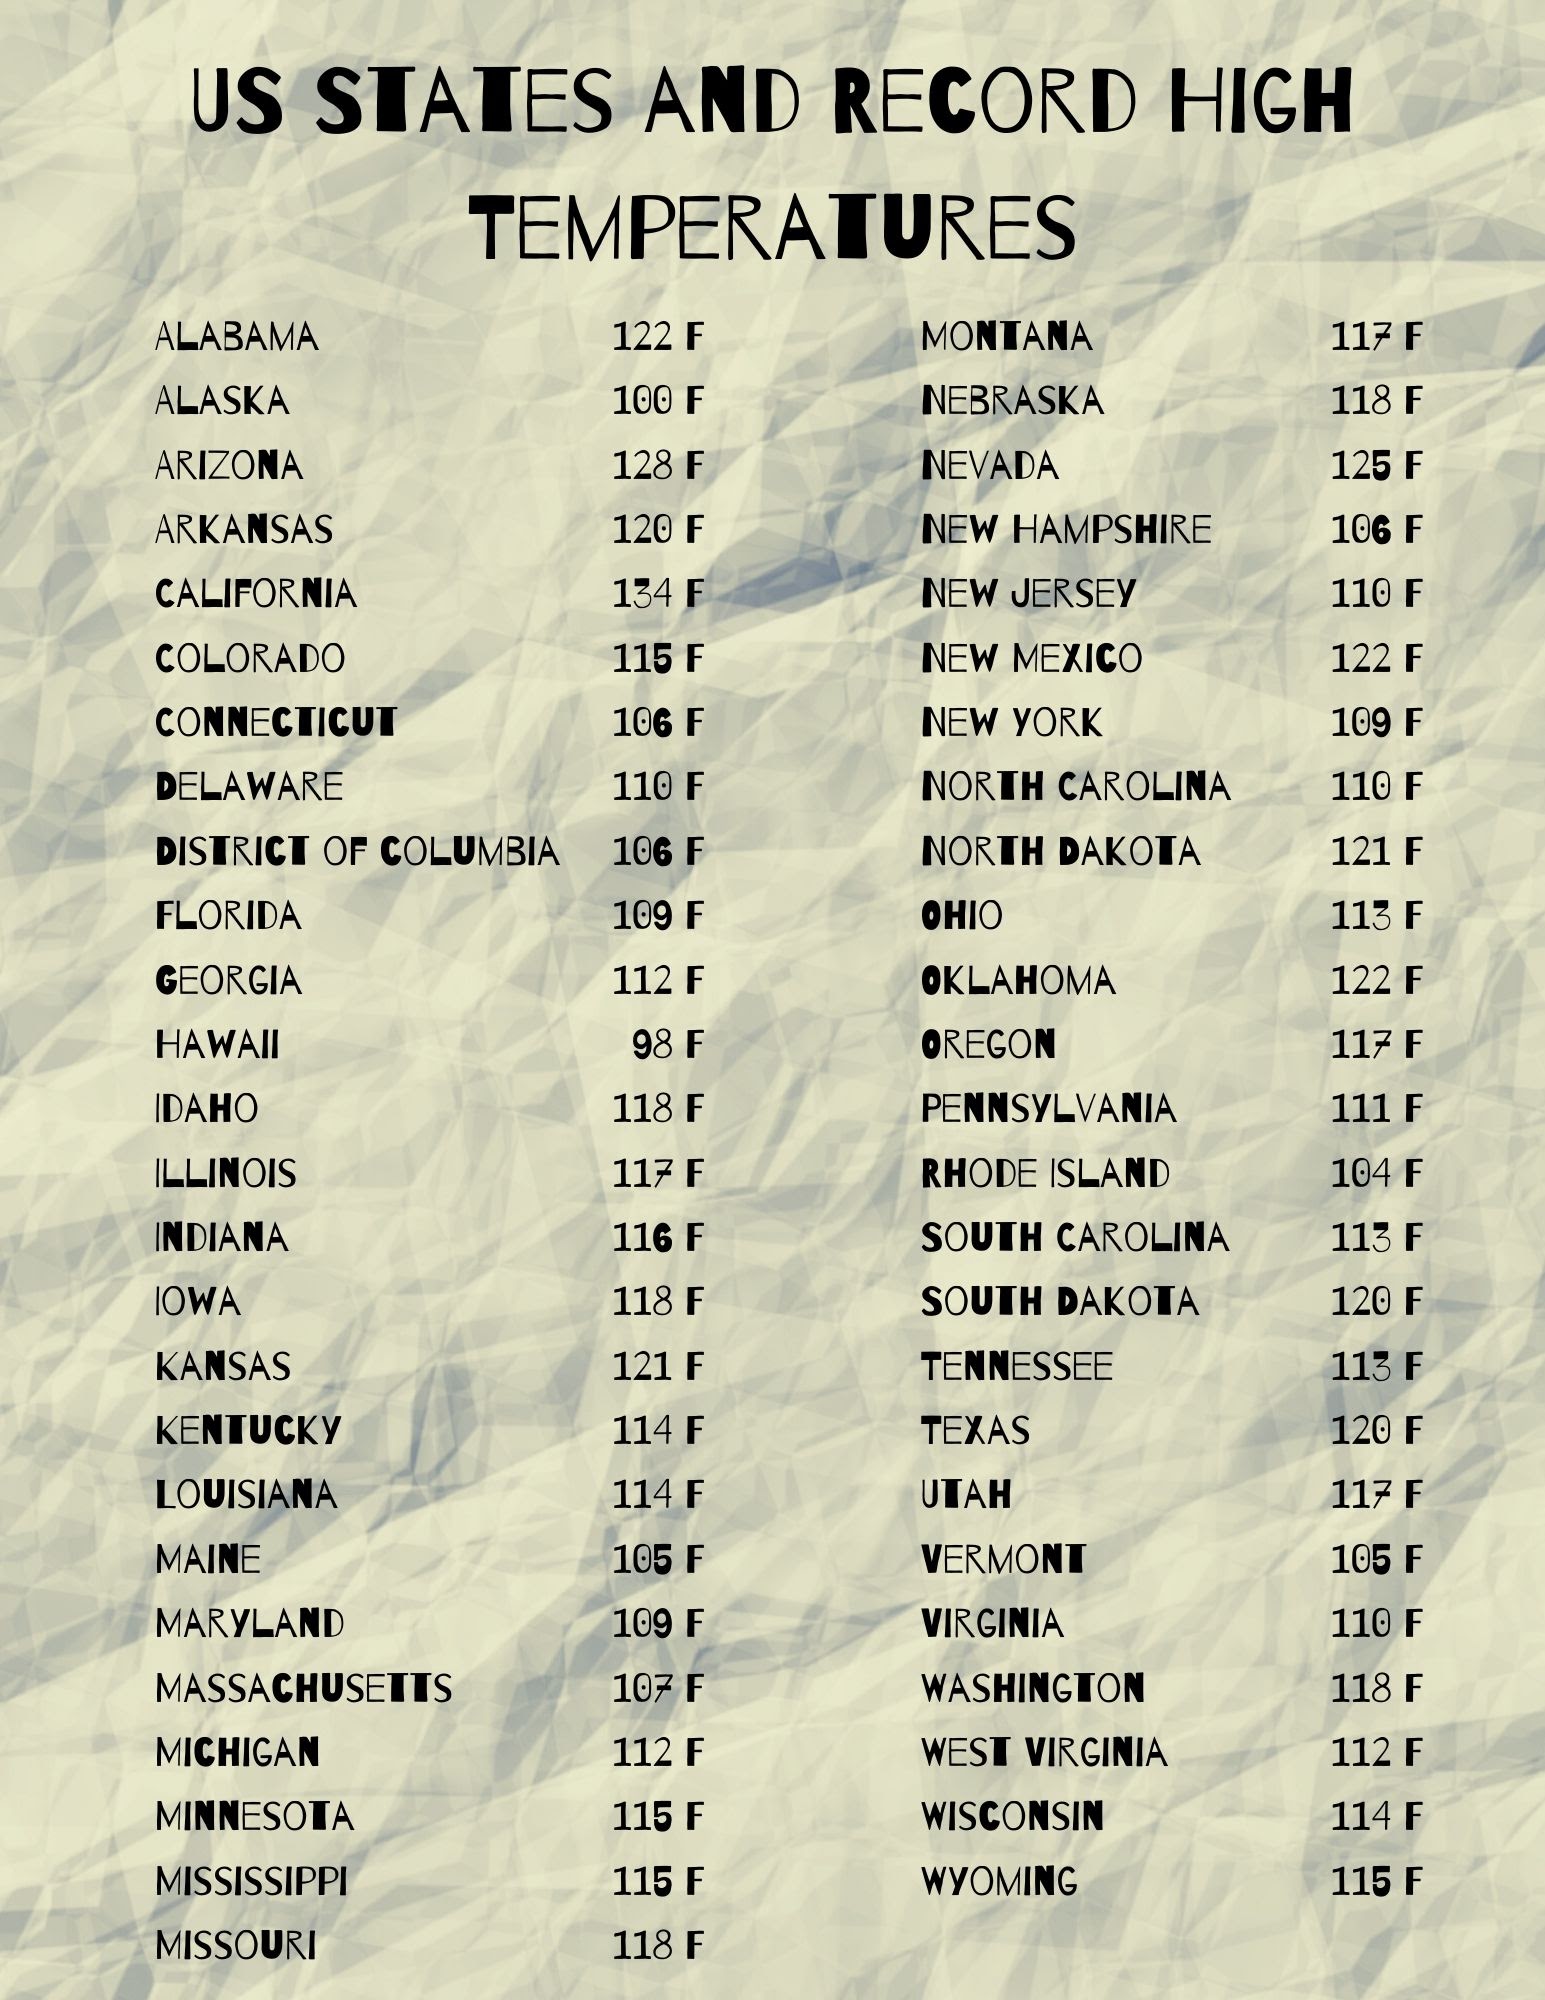 US STATES AND RECORD HIGH
TEMPERATURES
ALABAMA 122 F
ALASKA 100 F
ARIZONA 128 F
ARKANSAS 120 F
CALIFORNIA 134 F
COLORADO 115 F
CONNECTICUT 106 F
DELAWARE 110 F
DISTRICT OF COLUMBIA 106 F
FLORIDA 109 F
GEORGIA 112 F
HAWAII 98 F
IDAHO 118 F
ILLINOIS 117 F
INDIANA 116 F
IOWA 118 F
KANSAS 121 F
KENTUCKY 114 F
LOUISIANA 114 F
MAINE 105 F
MARYLAND 109 F
MASSACHUSETTS 107 F
MICHIGAN 112 F
MINNESOTA 115 F
MISSISSIPPI 115 F
MISSOURI 118 F
MONTANA 117 F
NEBRASKA 118 F
NEVADA 125 F
NEW HAMPSHIRE 106 F
NEW JERSEY 110 F
NEW MEXICO 122 F
NEW YORK 109 F
NORTH CAROLINA 110 F
NORTH DAKOTA 121 F
OHIO 113 F
OKLAHOMA 122 F
OREGON 117 F
PENNSYLVANIA 111 F
RHODE ISLAND 104 F
SOUTH CAROLINA 113 F
SOUTH DAKOTA 120 F
TENNESSEE 113 F
TEXAS 120 F
UTAH 117 F
VERMONT 105 F
VIRGINIA 110 F
WASHINGTON 118 F
WEST VIRGINIA 112 F
WISCONSIN 114 F
WYOMING 115 F